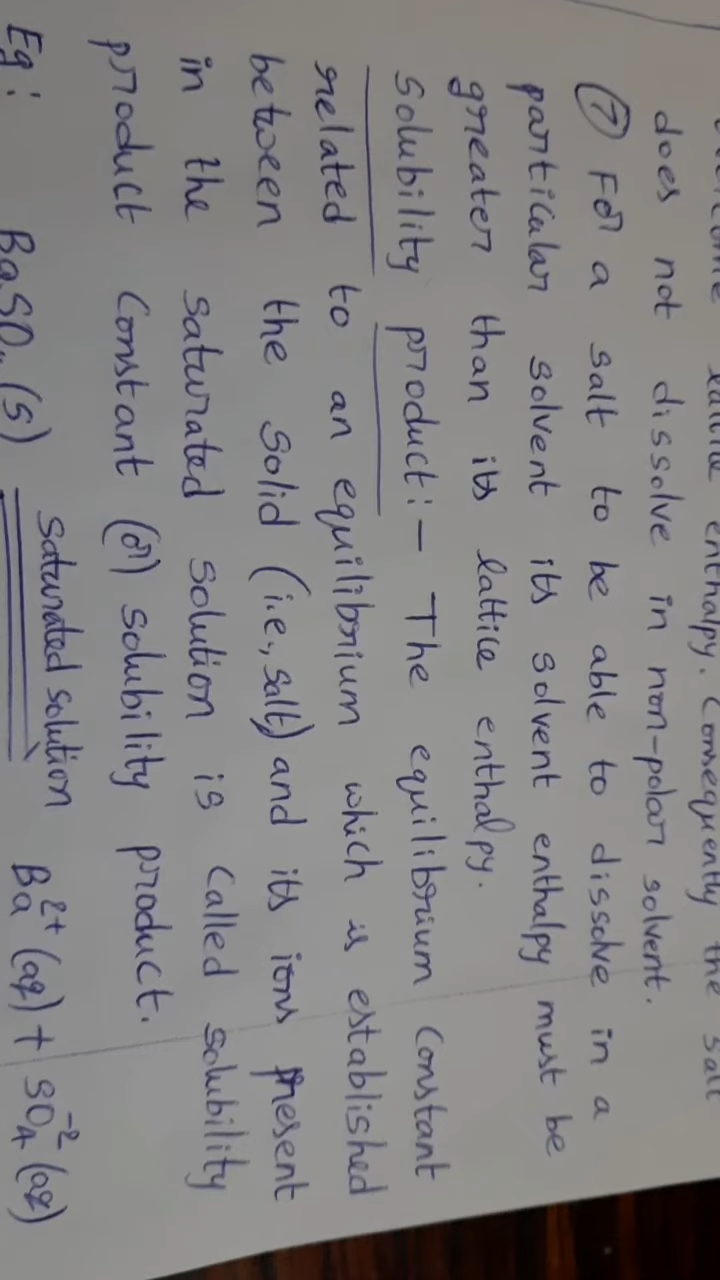 lattice enthalpy. Consequently the salt
does not dissolve in non-polar solvent.
⑦ For a salt to be able to dissolve in a
particular solvent its solvent enthalpy must be
greater than its lattice enthalpy.
Solubility product:- The equilibrium constant
related to an equilibrium which is established
between the solid (i.e., salt) and its ions present
in the saturated solution is called solubility
product constant (or) solubility product.
Saturated solution
Eg: BaSO4 (s) Ba2+ (aq) + SO4-2 (aq)